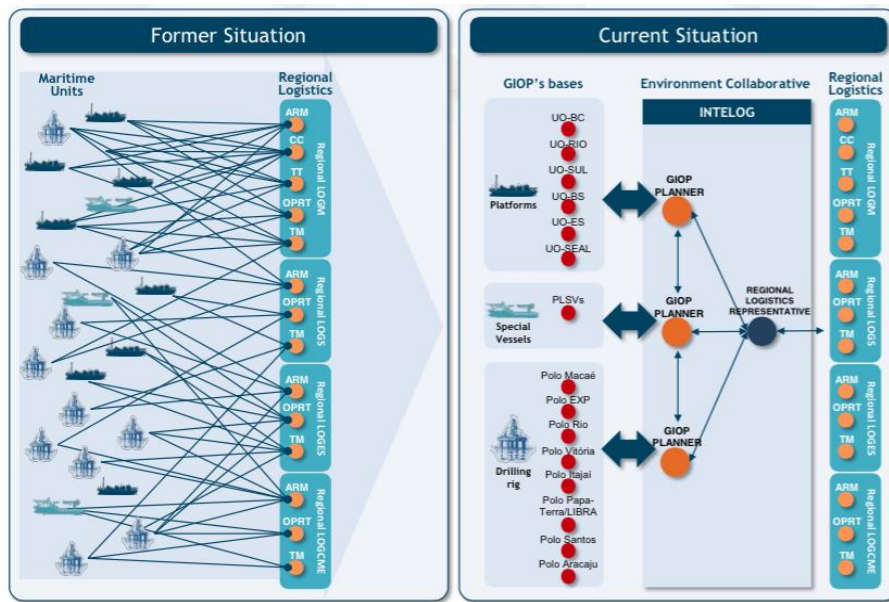 Former Situation
Maritime
Units
Regional
Logistics
ARM
CC
TT
OPRT
TM
Regional LOGM
ARM
OPRT
TM
Regional LOGS
ARM
OPRT
TM
Regional LOGES
ARM
OPRT
TM
Regional LOGCME
Current Situation
GIOP's bases
Platforms
UO-BC
UO-RIO
UO-SUL
UO-BS
UO-ES
UO-SEAL
Special
Vessels
PLSVs
Drilling
rig
Polo Macaé
Polo EXP
Polo Rio
Polo Vitória
Polo Itajaí
Polo Papa-
Terra/LIBRA
Polo Santos
Polo Aracaju
Environment Collaborative
INTELOG
GIOP
PLANNER
GIOP
PLANNER
GIOP
PLANNER
REGIONAL
LOGISTICS
REPRESENTATIVE
Regional
Logistics
ARM
CC
TT
OPRT
TM
Regional LOGM
ARM
OPRT
TM
Regional LOGS
ARM
OPRT
TM
Regional LOGES
ARM
OPRT
TM
Regional LOGCME